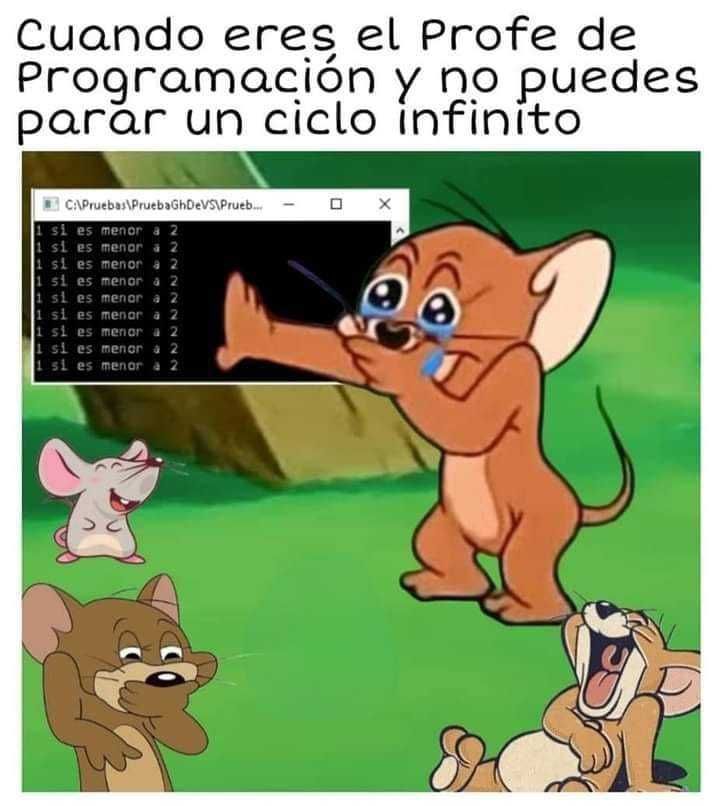 Cuando eres el Profe de
Programación y no puedes
parar un ciclo infinito
C:\Pruebas\PruebaGhDeVS\Prueb...
1 si es menor a 2
1 si es menor a 2
1 si es menor a 2
1 si es menor a 2
1 si es menor a 2
1 si es menor a 2
1 si es menor a 2
1 si es menor a 2
1 si es menor a 2